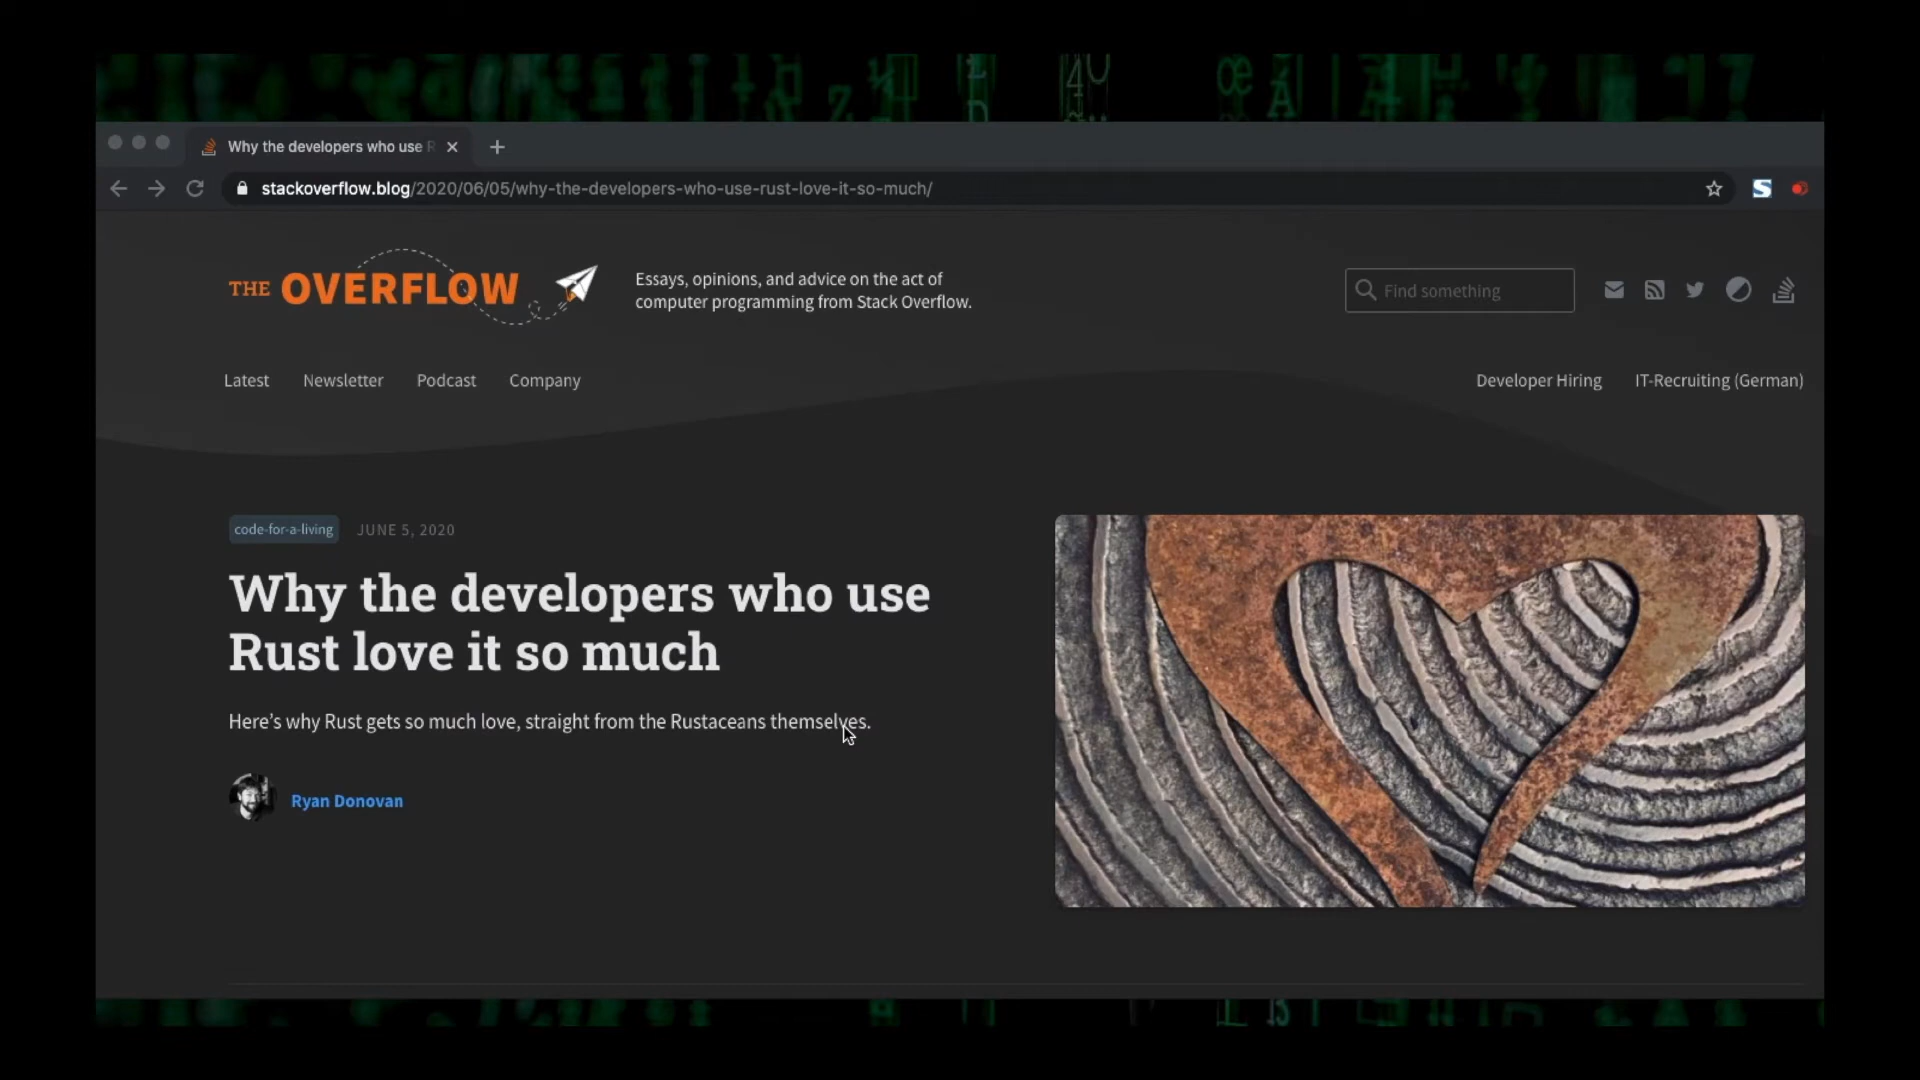 Why the developers who use R
stackoverflow.blog/2020/06/05/why-the-developers-who-use-rust-love-it-so-much/
THE OVERFLOW
Essays, opinions, and advice on the act of
computer programming from Stack Overflow.
Find something
Latest Newsletter Podcast Company
Developer Hiring IT-Recruiting (German)
code-for-a-living JUNE 5, 2020
Why the developers who use
Rust love it so much
Here's why Rust gets so much love, straight from the Rustaceans themselves.
Ryan Donovan